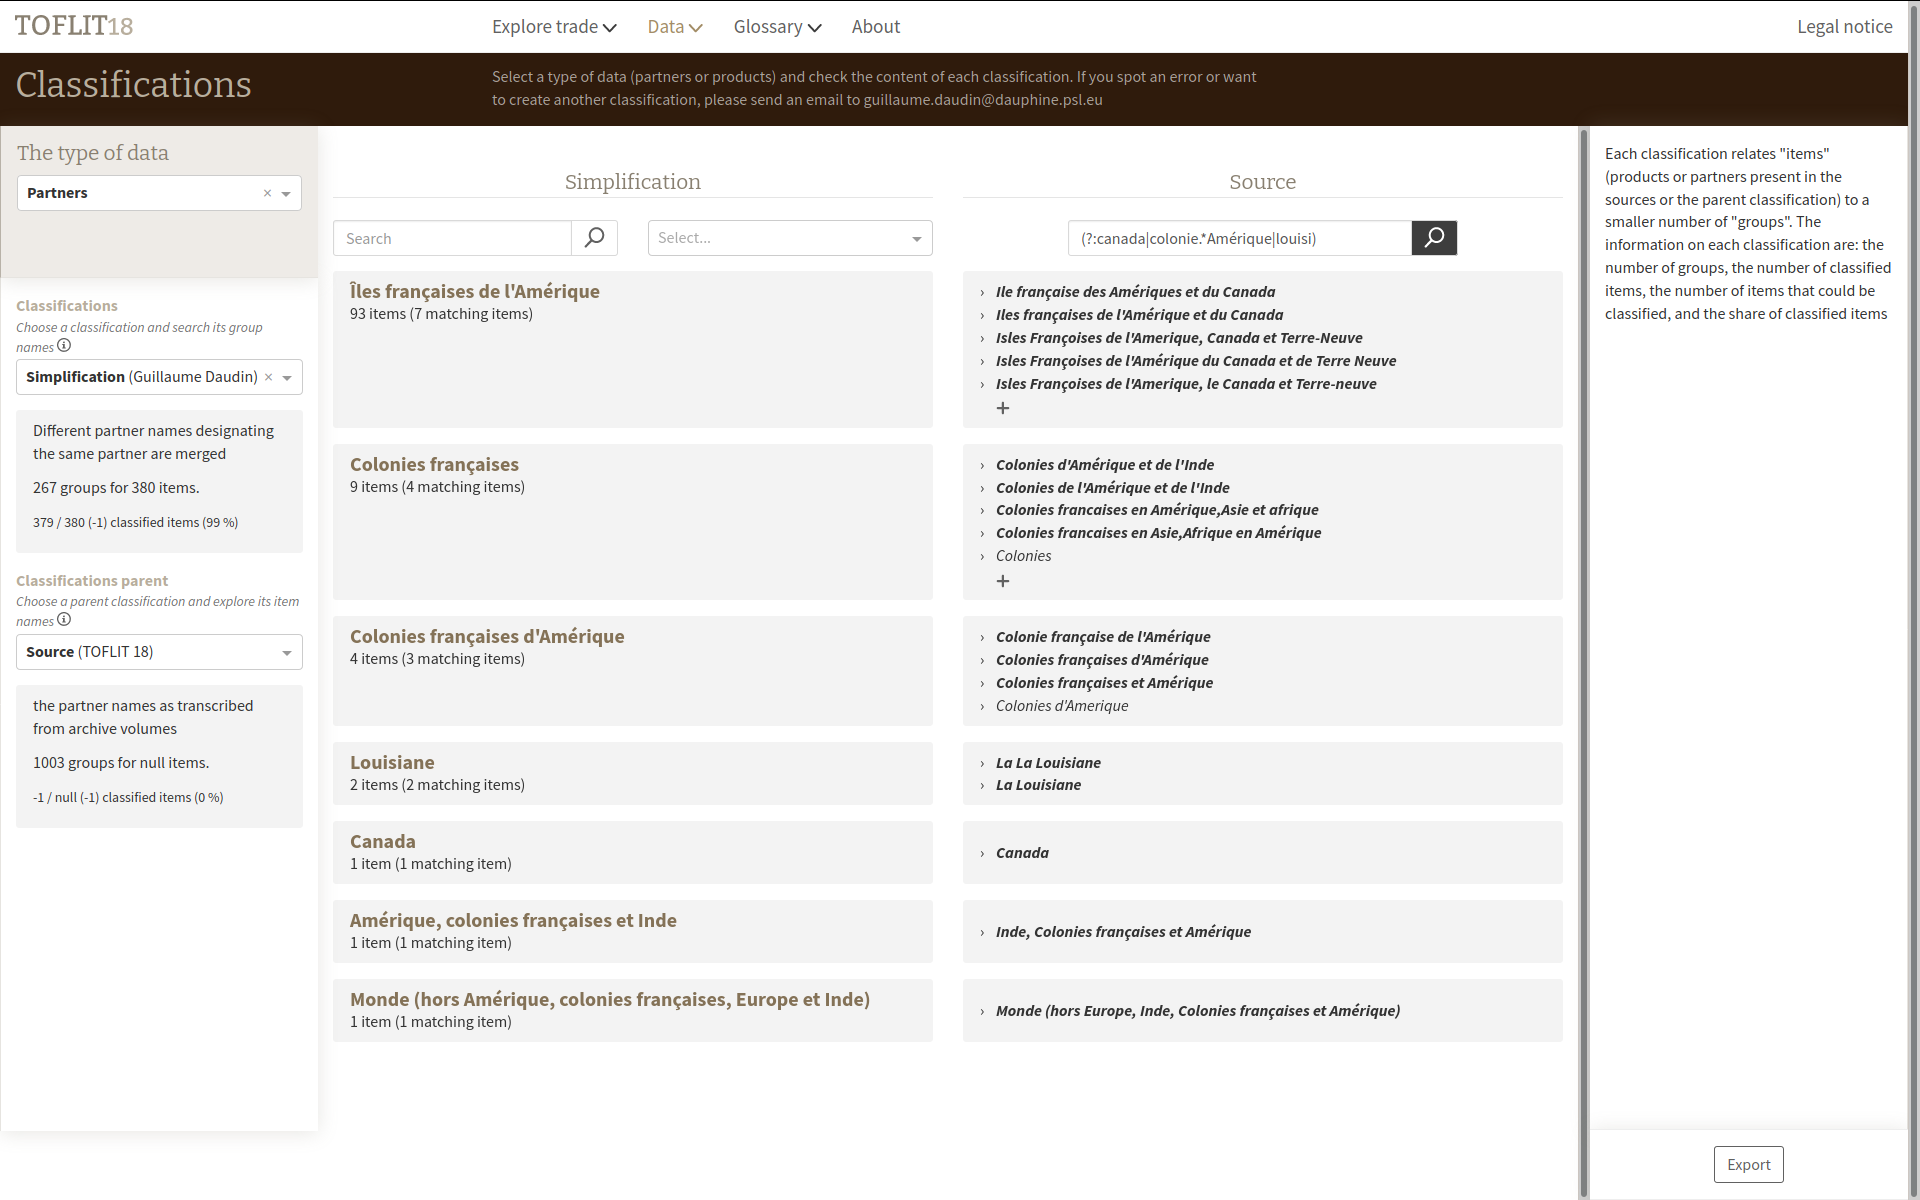 TOFLIT18
Explore trade
Data
Glossary
About
Legal notice
Classifications
Select a type of data (partners or products) and check the content of each classification. If you spot an error or want
to create another classification, please send an email to guillaume.daudin@dauphine.psl.eu
The type of data
Partners ×
Classifications
Choose a classification and search its group
names
Simplification (Guillaume Daudin) ×
Different partner names designating
the same partner are merged
267 groups for 380 items.
379 / 380 (-1) classified items (99 %)
Classifications parent
Choose a parent classification and explore its item
names
Source (TOFLIT 18)
the partner names as transcribed
from archive volumes
1003 groups for null items.
-1 / null (-1) classified items (0 %)
Simplification
Source
Search
Select...
(?:canada|colonie.*Amérique|louisi)
Îles françaises de l'Amérique
93 items (7 matching items)
› Ile française des Amériques et du Canada
› Iles françaises de l'Amérique et du Canada
› Isles Françoises de l'Amerique, Canada et Terre-Neuve
› Isles Françoises de l'Amérique du Canada et de Terre Neuve
› Isles Françoises de l'Amerique, le Canada et Terre-neuve
+
Colonies françaises
9 items (4 matching items)
› Colonies d'Amérique et de l'Inde
› Colonies de l'Amérique et de l'Inde
› Colonies francaises en Amérique,Asie et afrique
› Colonies francaises en Asie,Afrique en Amérique
› Colonies
+
Colonies françaises d'Amérique
4 items (3 matching items)
› Colonie française de l'Amérique
› Colonies françaises d'Amérique
› Colonies françaises et Amérique
› Colonies d'Amerique
Louisiane
2 items (2 matching items)
› La La Louisiane
› La Louisiane
Canada
1 item (1 matching item)
› Canada
Amérique, colonies françaises et Inde
1 item (1 matching item)
› Inde, Colonies françaises et Amérique
Monde (hors Amérique, colonies françaises, Europe et Inde)
1 item (1 matching item)
› Monde (hors Europe, Inde, Colonies françaises et Amérique)
Each classification relates "items"
(products or partners present in the
sources or the parent classification) to a
smaller number of "groups". The
information on each classification are: the
number of groups, the number of classified
items, the number of items that could be
classified, and the share of classified items
Export